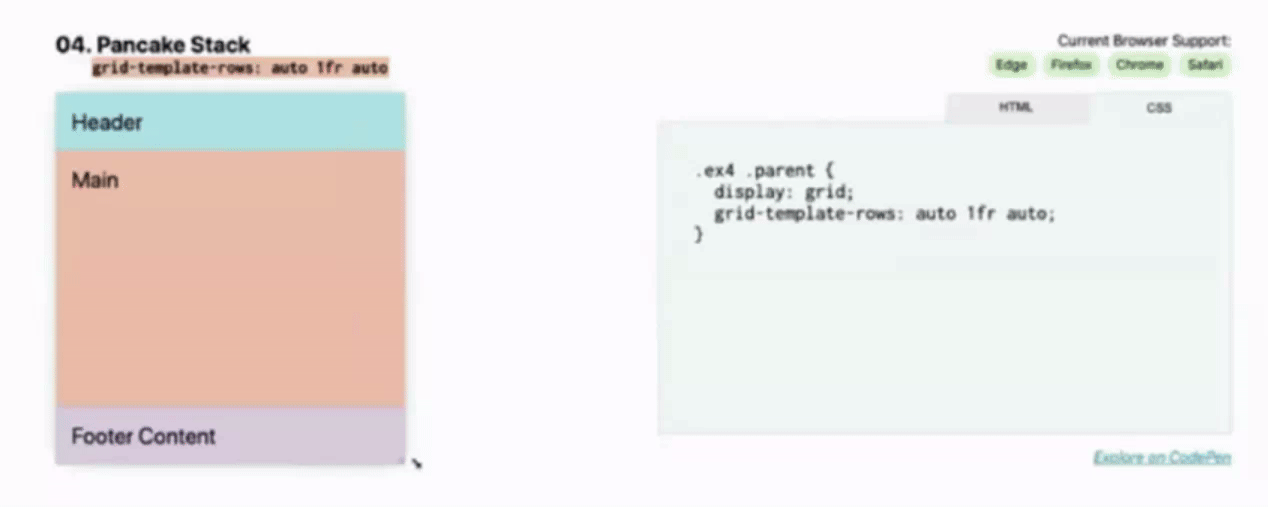 04. Pancake Stack
grid-template-rows: auto 1fr auto
Header
Main
Footer Content
Current Browser Support:
Edge Firefox Chrome Safari
HTML CSS
.ex4 .parent {
  display: grid;
  grid-template-rows: auto 1fr auto;
}
Explore on CodePen